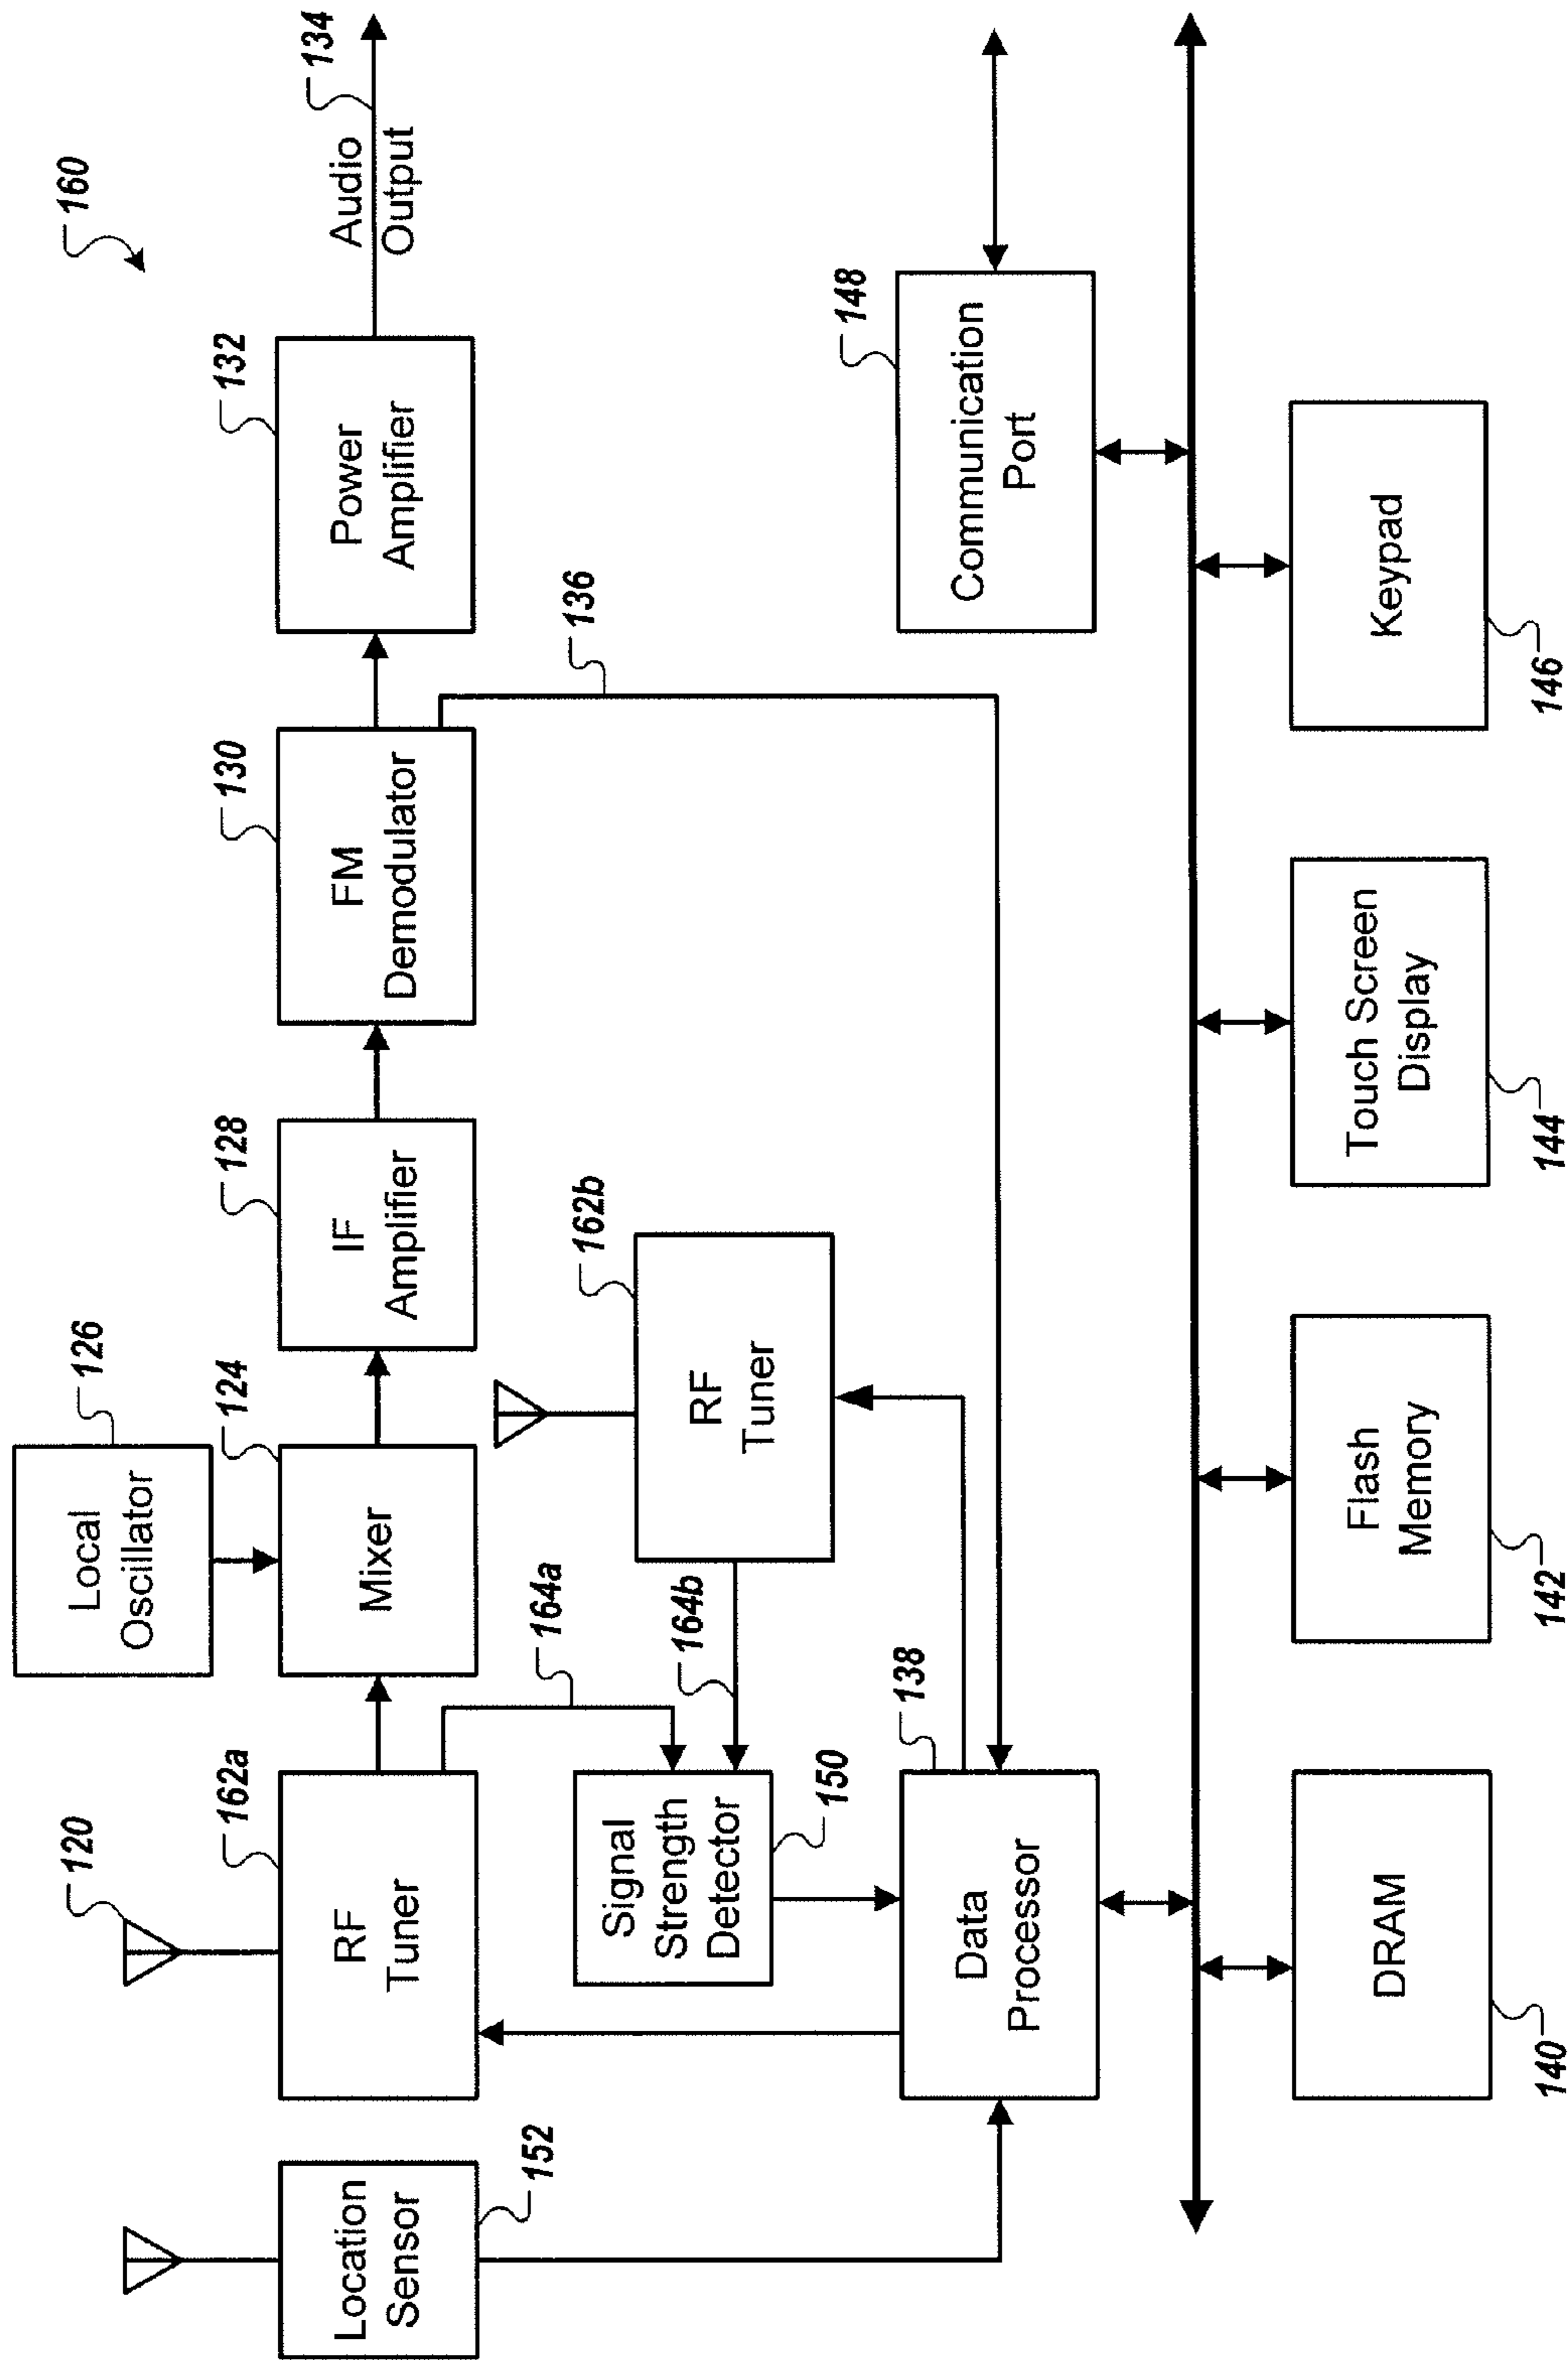 160
126
Local
Oscillator
120
162a
124
128
130
132
134
Location
Sensor
RF
Tuner
Mixer
IF
Amplifier
FM
Demodulator
Power
Amplifier
Audio
Output
152
164a
162b
136
Signal
Strength
Detector
RF
Tuner
164b
150
138
148
Data
Processor
Communication
Port
DRAM
Flash
Memory
Touch Screen
Display
Keypad
140
142
144
146